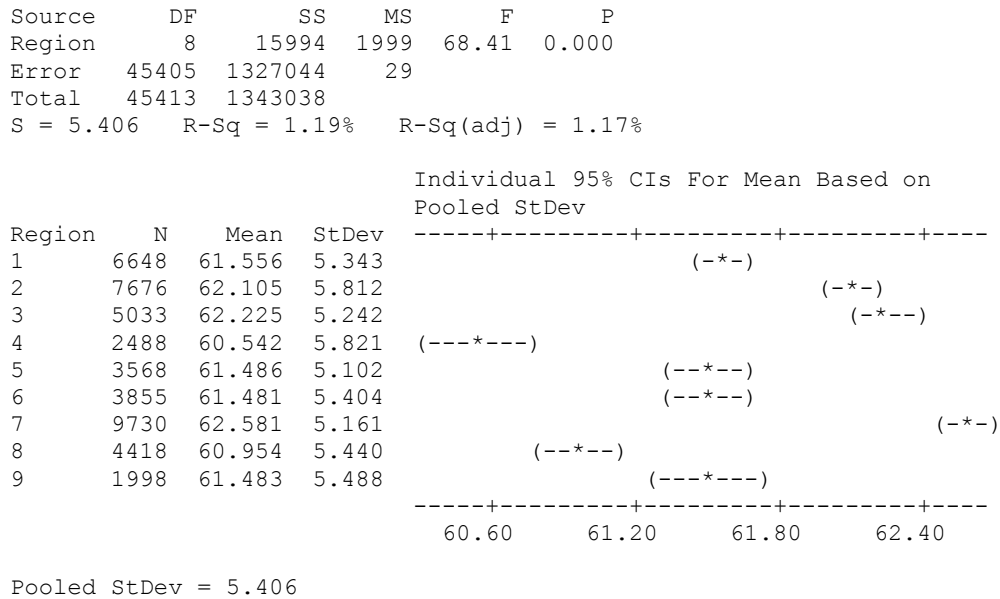 Source     DF       SS    MS      F      P
Region      8    15994  1999  68.41  0.000
Error   45405  1327044    29
Total   45413  1343038
S = 5.406   R-Sq = 1.19%   R-Sq(adj) = 1.17%
Individual 95% CIs For Mean Based on
Pooled StDev
Region   N    Mean  StDev  -----+---------+---------+---------+----
1      6648  61.556  5.343                    (-*-)
2      7676  62.105  5.812                             (-*-)
3      5033  62.225  5.242                               (-*--)
4      2488  60.542  5.821  (---*---)
5      3568  61.486  5.102                  (--*--)
6      3855  61.481  5.404                  (--*--)
7      9730  62.581  5.161                                     (-*-)
8      4418  60.954  5.440         (--*--)
9      1998  61.483  5.488                 (---*---)
-----+---------+---------+---------+----
60.60     61.20     61.80     62.40
Pooled StDev = 5.406